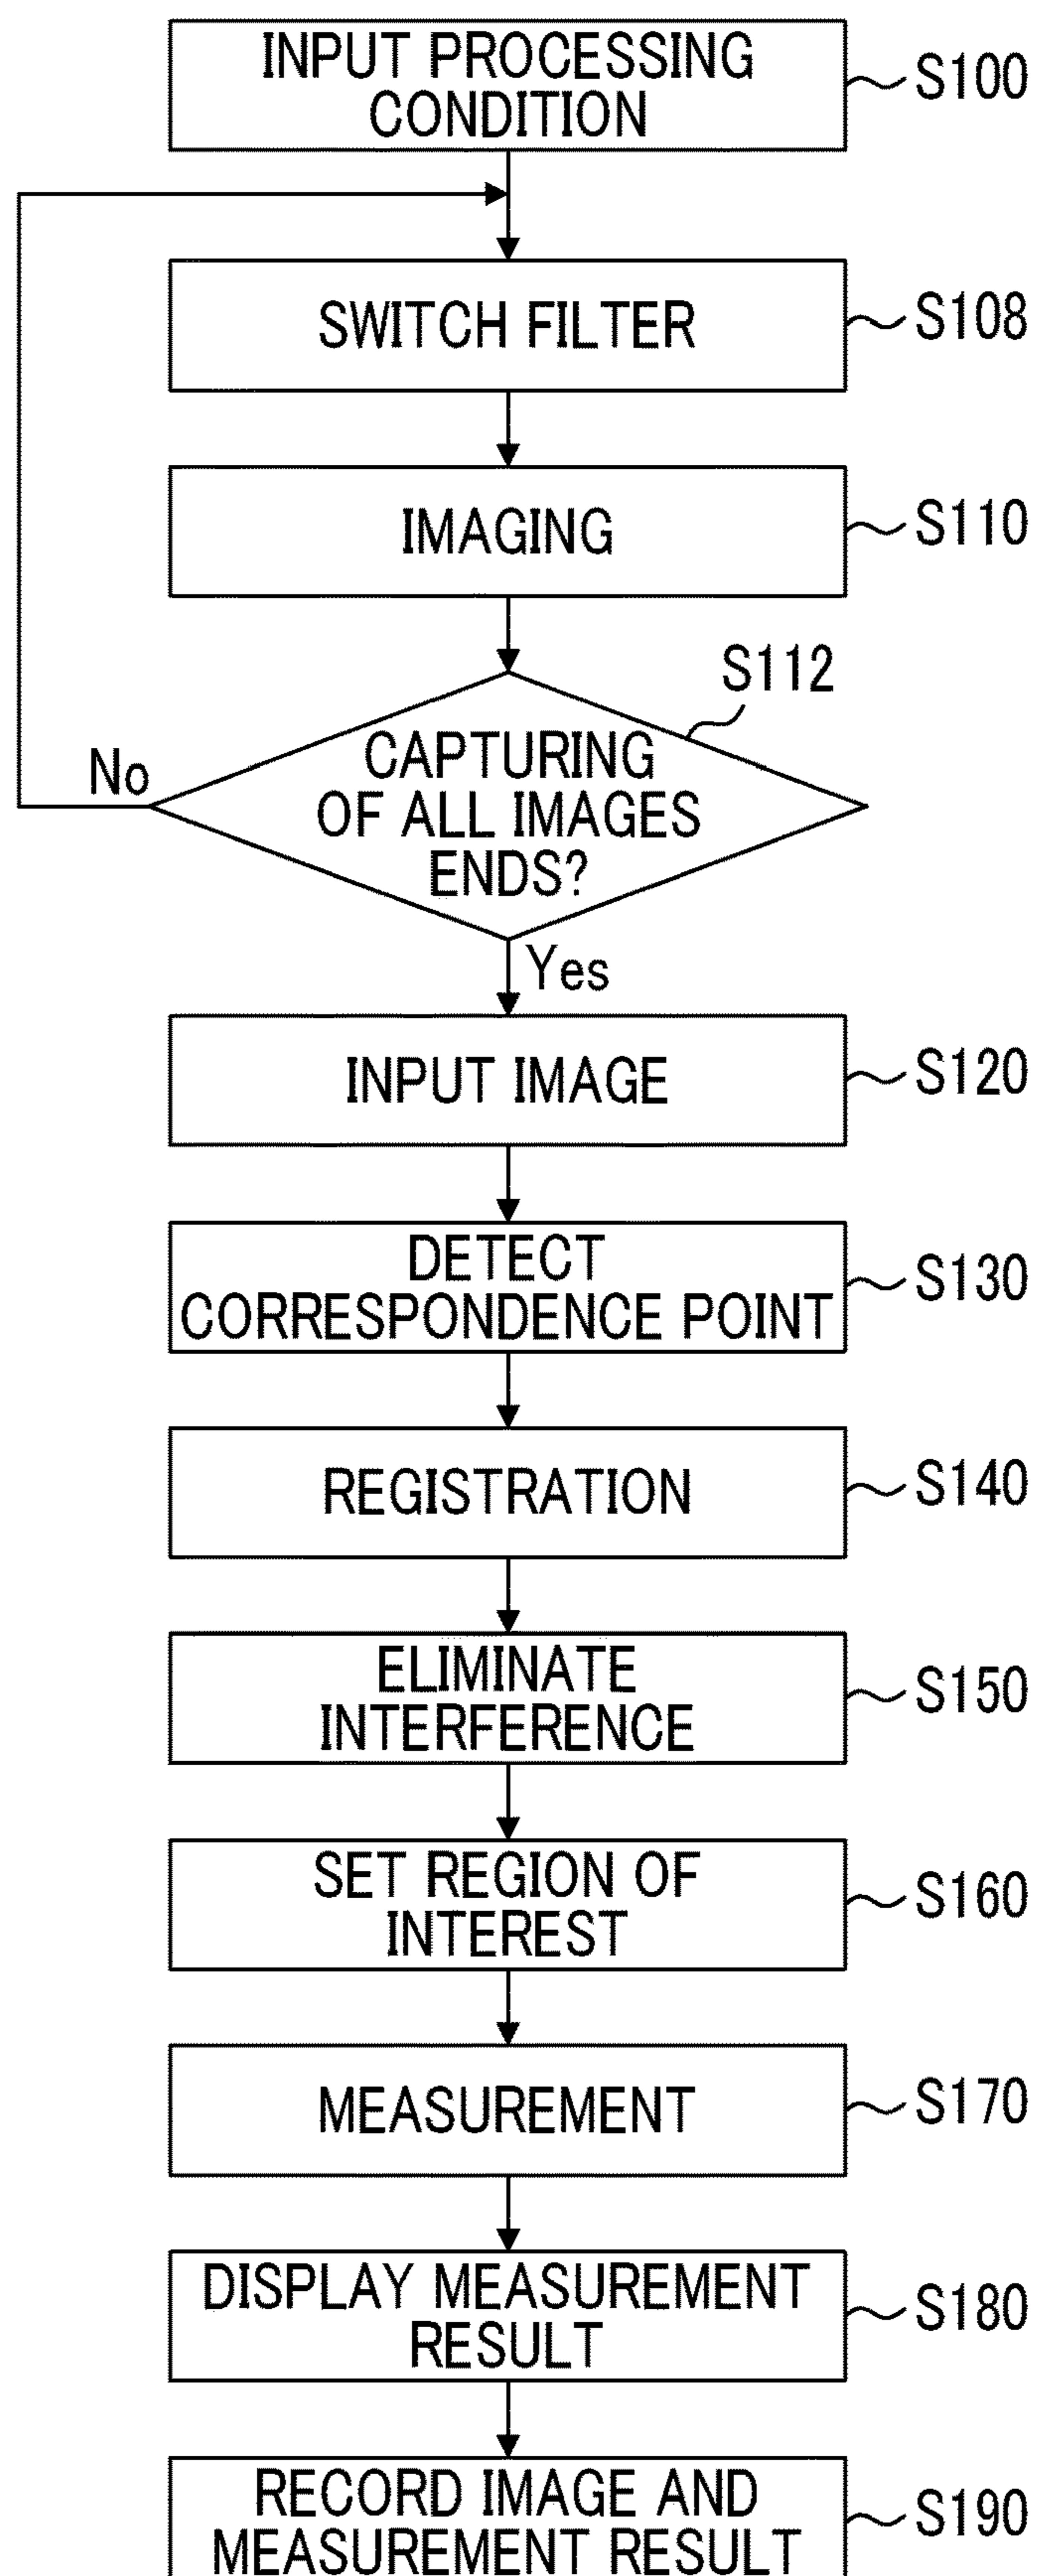 INPUT PROCESSING
CONDITION
S100
SWITCH FILTER
S108
IMAGING
S110
S112
CAPTURING
OF ALL IMAGES
ENDS?
No
Yes
INPUT IMAGE
S120
DETECT
CORRESPONDENCE POINT
S130
REGISTRATION
S140
ELIMINATE
INTERFERENCE
S150
SET REGION OF
INTEREST
S160
MEASUREMENT
S170
DISPLAY MEASUREMENT
RESULT
S180
RECORD IMAGE AND
MEASUREMENT RESULT
S190